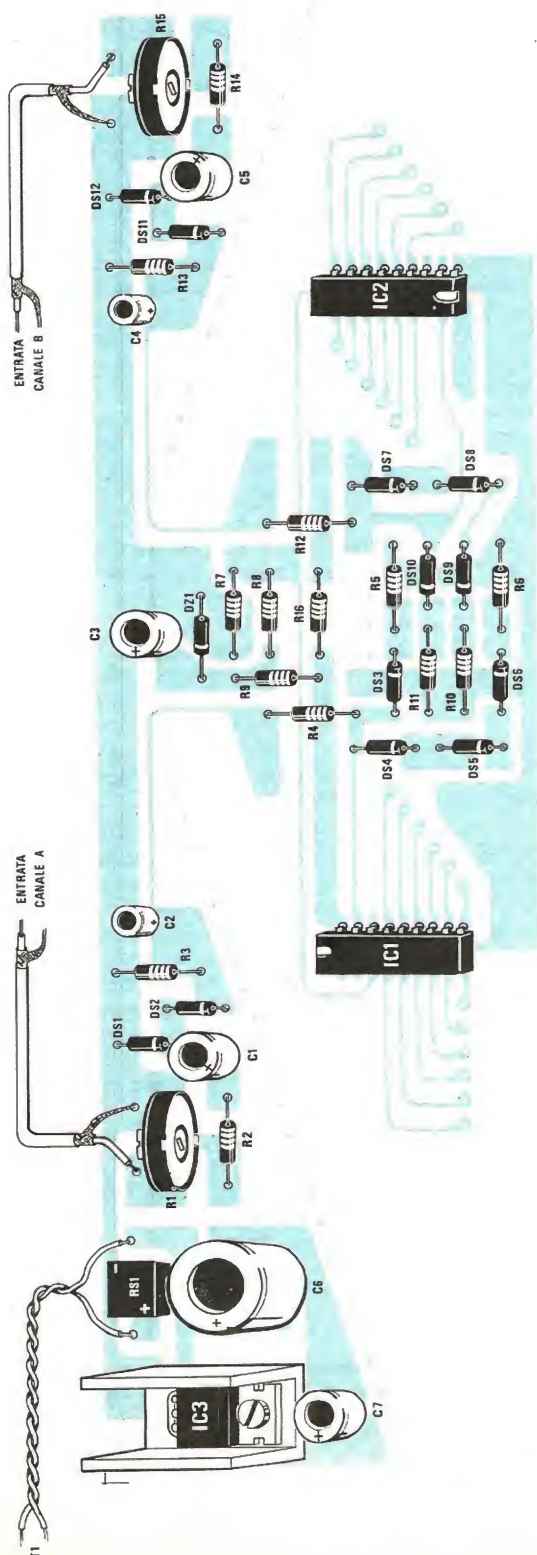 T1
IC3
C7
- RS1 +
C6
+
+
R1
R2
ENTRATA
CANALE A
DS1
DS2
C1
+
R3
C2
+
C3
+
DZ1
R7
R8
R9
R16
R4
R12
ENTRATA
CANALE B
C4
+
R13
DS11
DS12
C5
+
R14
R15
IC1
DS4
DS5
DS3
R11
R10
DS6
R5
DS10
DS9
R6
DS7
DS8
IC2